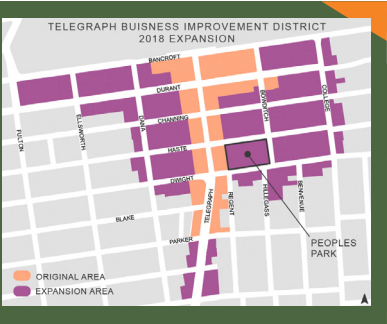 TELEGRAPH BUISNESS IMPROVEMENT DISTRICT
2018 EXPANSION
BANCROFT
DURANT
CHANNING
HASTE
DWIGHT
BLAKE
PARKER
FULTON
ELLSWORTH
DANA
TELEGRAPH
REGENT
BOWDITCH
HILLEGASS
BENVENUE
COLLEGE
PEOPLES
PARK
ORIGINAL AREA
EXPANSION AREA